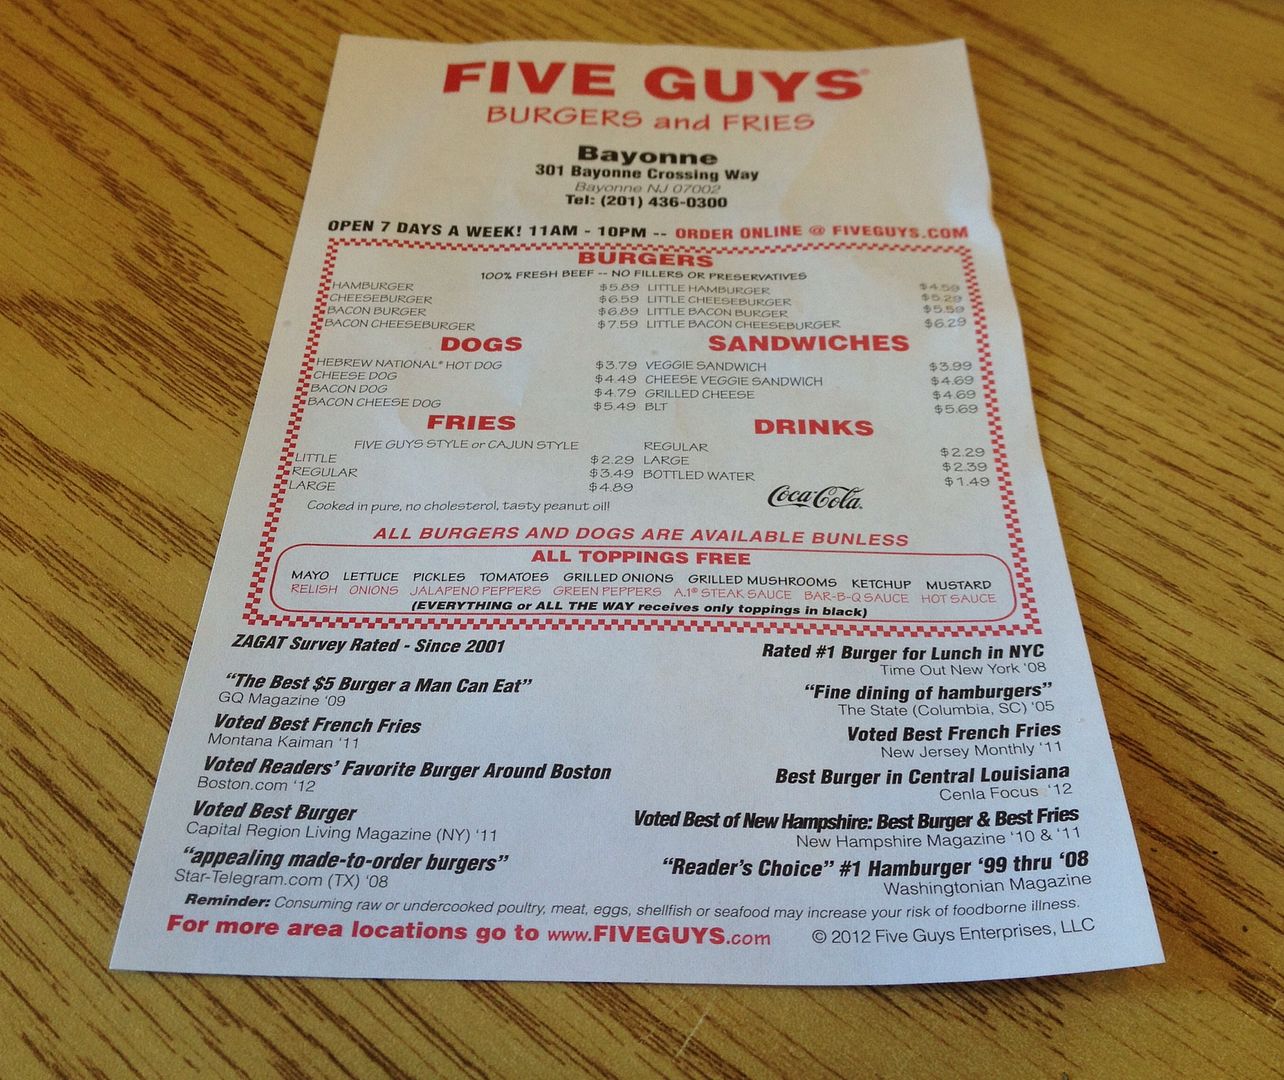 FIVE GUYS®
BURGERS and FRIES
Bayonne
301 Bayonne Crossing Way
Bayonne NJ 07002
Tel: (201) 436-0300
OPEN 7 DAYS A WEEK! 11AM - 10PM -- ORDER ONLINE @ FIVEGUYS.COM
BURGERS
100% FRESH BEEF -- NO FILLERS OR PRESERVATIVES
HAMBURGER $5.89 LITTLE HAMBURGER $4.59
CHEESEBURGER $6.59 LITTLE CHEESEBURGER $5.29
BACON BURGER $6.89 LITTLE BACON BURGER $5.59
BACON CHEESEBURGER $7.59 LITTLE BACON CHEESEBURGER $6.29
DOGS SANDWICHES
HEBREW NATIONAL® HOT DOG $3.79 VEGGIE SANDWICH $3.99
CHEESE DOG $4.49 CHEESE VEGGIE SANDWICH $4.69
BACON DOG $4.79 GRILLED CHEESE $4.69
BACON CHEESE DOG $5.49 BLT $5.69
FRIES DRINKS
FIVE GUYS STYLE or CAJUN STYLE REGULAR $2.29
LITTLE $2.29 LARGE $2.39
REGULAR $3.49 BOTTLED WATER $1.49
LARGE $4.89
Coca-Cola
Cooked in pure, no cholesterol, tasty peanut oil!
ALL BURGERS AND DOGS ARE AVAILABLE BUNLESS
ALL TOPPINGS FREE
MAYO LETTUCE PICKLES TOMATOES GRILLED ONIONS GRILLED MUSHROOMS KETCHUP MUSTARD
RELISH ONIONS JALAPENO PEPPERS GREEN PEPPERS A.1® STEAK SAUCE BAR-B-Q SAUCE HOT SAUCE
(EVERYTHING or ALL THE WAY receives only toppings in black)
ZAGAT Survey Rated - Since 2001
"The Best $5 Burger a Man Can Eat"
GQ Magazine '09
Voted Best French Fries
Montana Kaiman '11
Voted Readers' Favorite Burger Around Boston
Boston.com '12
Voted Best Burger
Capital Region Living Magazine (NY) '11
"appealing made-to-order burgers"
Star-Telegram.com (TX) '08
Rated #1 Burger for Lunch in NYC
Time Out New York '08
"Fine dining of hamburgers"
The State (Columbia, SC) '05
Voted Best French Fries
New Jersey Monthly '11
Best Burger in Central Louisiana
Cenla Focus '12
Voted Best of New Hampshire: Best Burger & Best Fries
New Hampshire Magazine '10 & '11
"Reader's Choice" #1 Hamburger '99 thru '08
Washingtonian Magazine
Reminder: Consuming raw or undercooked poultry, meat, eggs, shellfish or seafood may increase your risk of foodborne illness.
For more area locations go to www.FIVEGUYS.com © 2012 Five Guys Enterprises, LLC